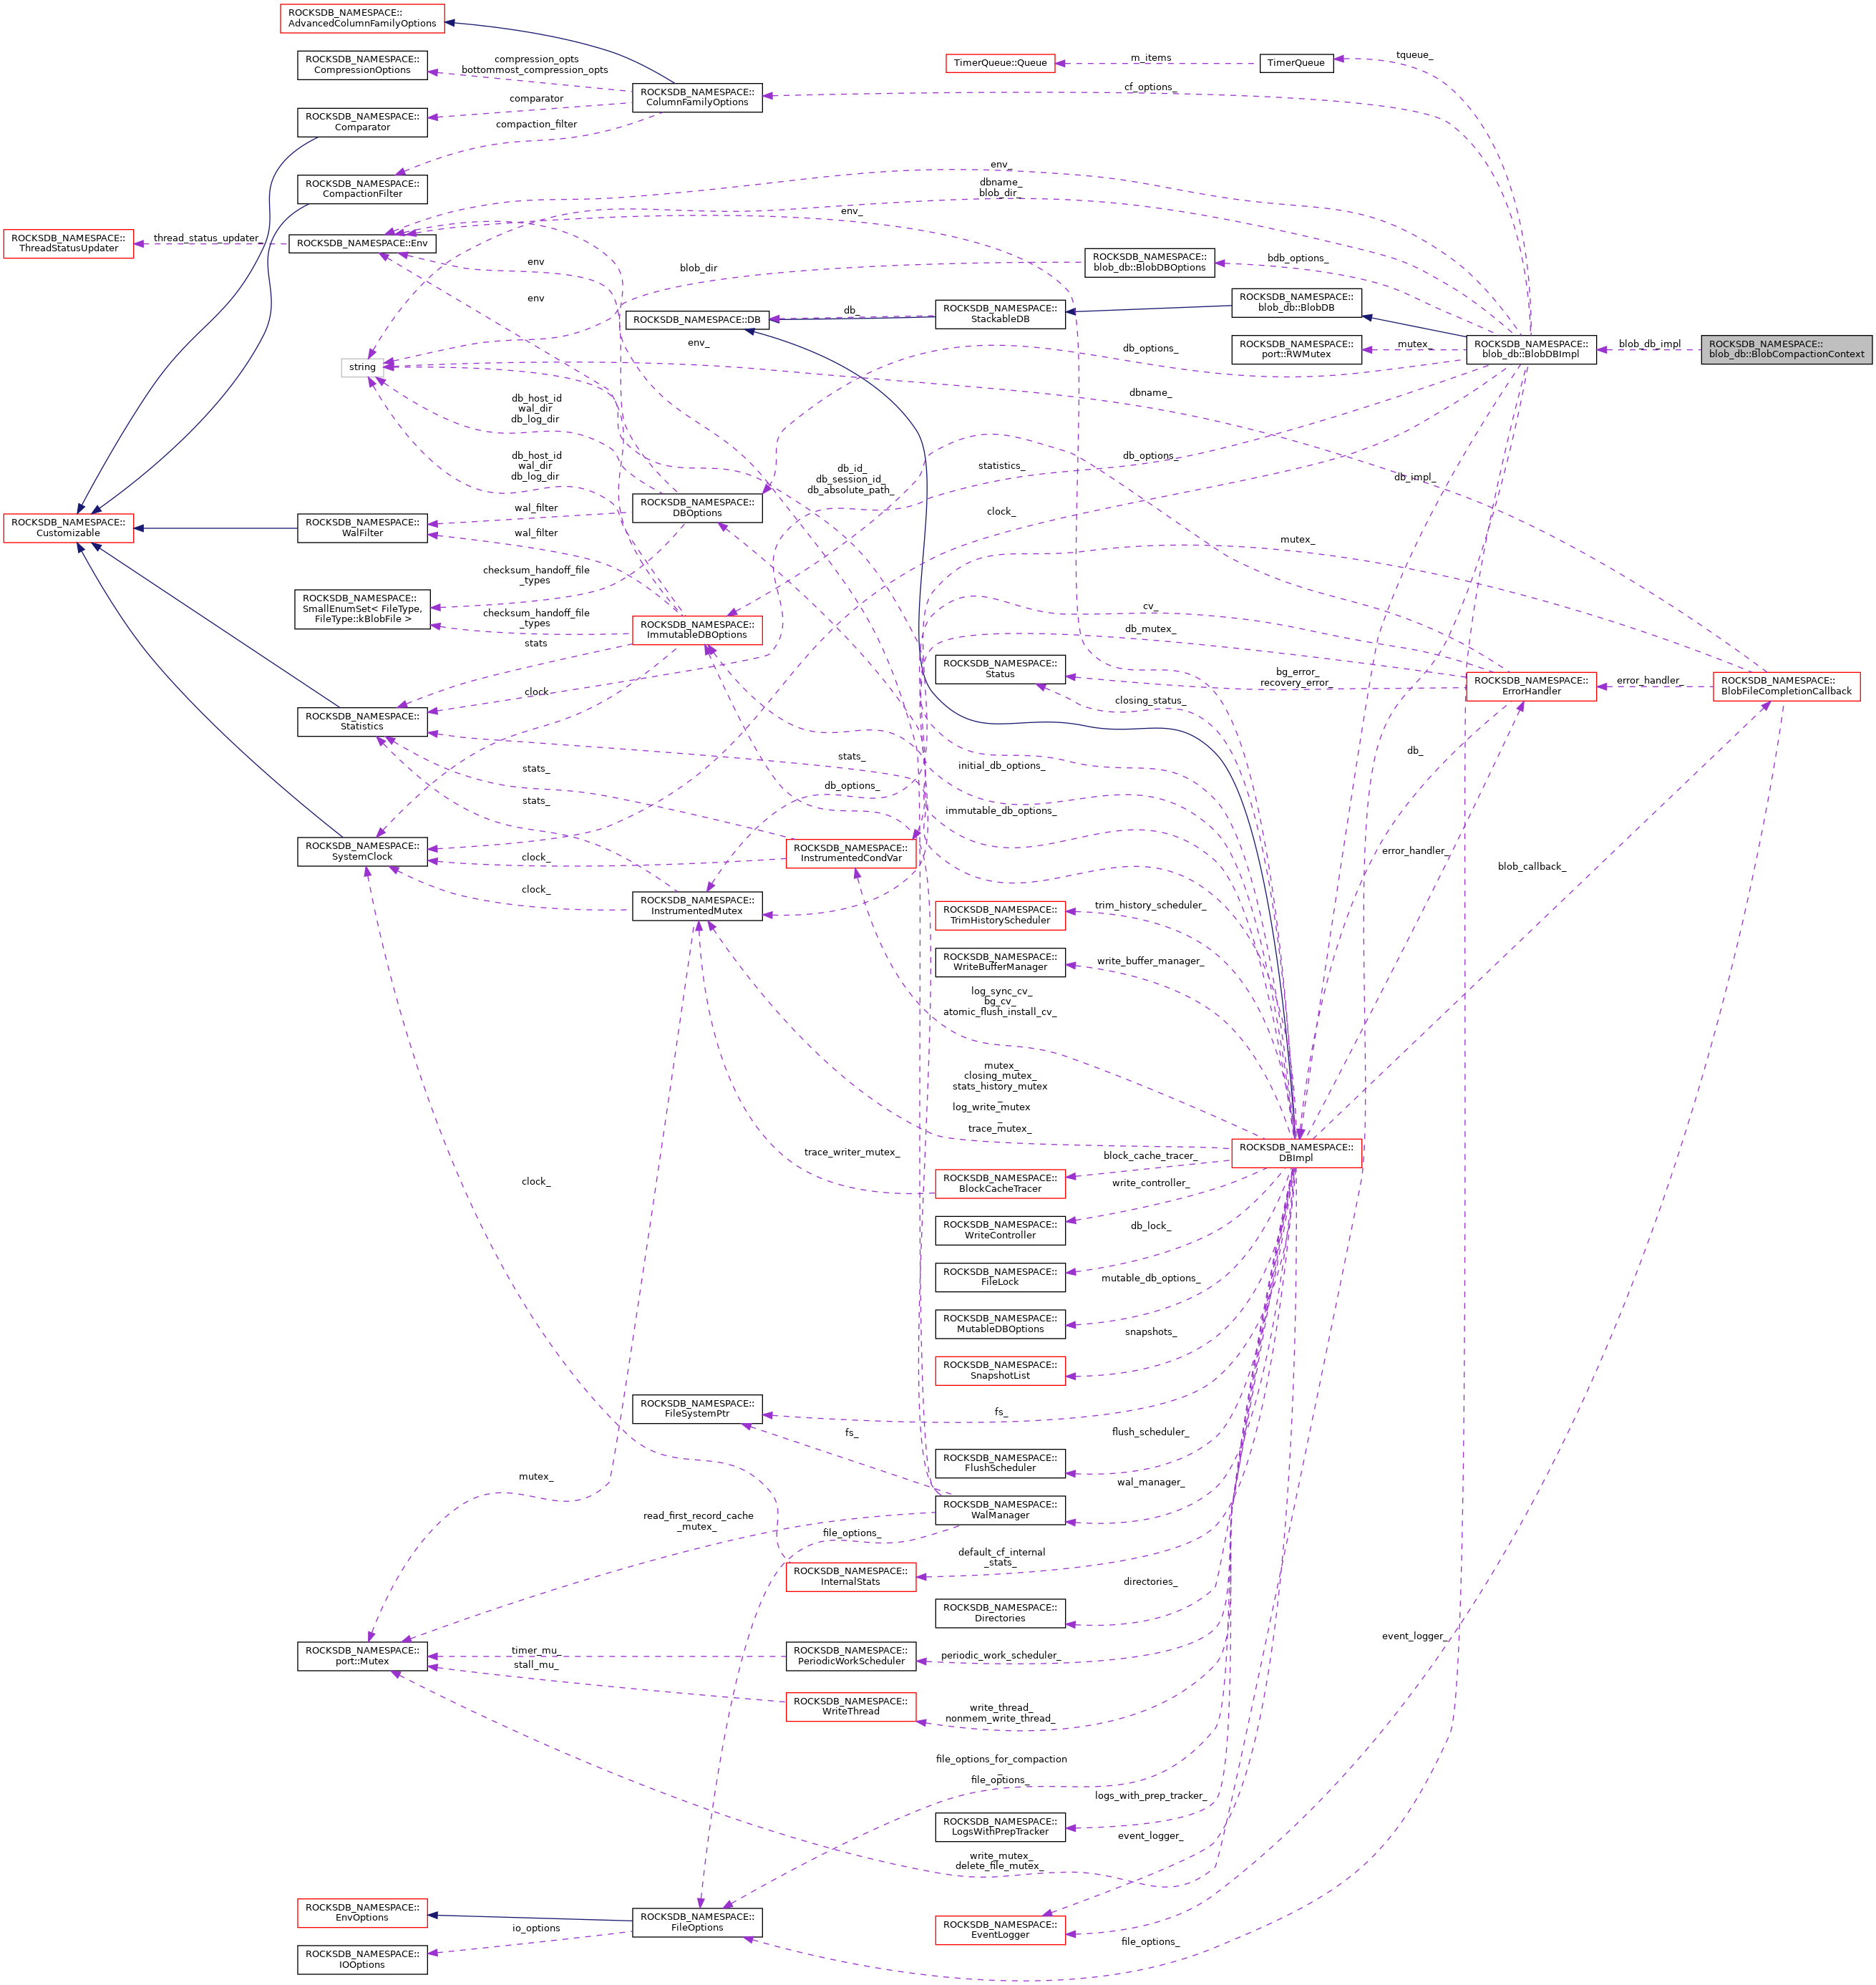 ROCKSDB_NAMESPACE::
AdvancedColumnFamilyOptions
ROCKSDB_NAMESPACE::
CompressionOptions
compression_opts
bottommost_compression_opts
TimerQueue::Queue
m_items
TimerQueue
tqueue_
ROCKSDB_NAMESPACE::
ColumnFamilyOptions
cf_options_
comparator
ROCKSDB_NAMESPACE::
Comparator
compaction_filter
ROCKSDB_NAMESPACE::
CompactionFilter
env_
dbname_
blob_dir_
env_
ROCKSDB_NAMESPACE::
ThreadStatusUpdater
thread_status_updater_
ROCKSDB_NAMESPACE::Env
env
blob_dir
ROCKSDB_NAMESPACE::
blob_db::BlobDBOptions
bdb_options_
env
ROCKSDB_NAMESPACE::DB
db_
ROCKSDB_NAMESPACE::
StackableDB
ROCKSDB_NAMESPACE::
blob_db::BlobDB
env_
ROCKSDB_NAMESPACE::
port::RWMutex
mutex_
ROCKSDB_NAMESPACE::
blob_db::BlobDBImpl
blob_db_impl
ROCKSDB_NAMESPACE::
blob_db::BlobCompactionContext
string
db_options_
dbname_
db_host_id
wal_dir
db_log_dir
db_host_id
wal_dir
db_log_dir
db_id_
db_session_id_
db_absolute_path_
statistics_
db_options_
db_impl_
ROCKSDB_NAMESPACE::
DBOptions
wal_filter
clock_
ROCKSDB_NAMESPACE::
Customizable
ROCKSDB_NAMESPACE::
WalFilter
wal_filter
mutex_
checksum_handoff_file
_types
ROCKSDB_NAMESPACE::
SmallEnumSet< FileType,
FileType::kBlobFile >
checksum_handoff_file
_types
cv_
ROCKSDB_NAMESPACE::
ImmutableDBOptions
db_mutex_
stats
ROCKSDB_NAMESPACE::
Status
bg_error_
recovery_error_
ROCKSDB_NAMESPACE::
ErrorHandler
error_handler_
ROCKSDB_NAMESPACE::
BlobFileCompletionCallback
clock
closing_status_
ROCKSDB_NAMESPACE::
Statistics
stats_
initial_db_options_
db_
stats_
db_options_
stats_
immutable_db_options_
ROCKSDB_NAMESPACE::
SystemClock
clock_
ROCKSDB_NAMESPACE::
InstrumentedCondVar
error_handler_
blob_callback_
clock_
ROCKSDB_NAMESPACE::
InstrumentedMutex
ROCKSDB_NAMESPACE::
TrimHistoryScheduler
trim_history_scheduler_
ROCKSDB_NAMESPACE::
WriteBufferManager
write_buffer_manager_
log_sync_cv_
bg_cv_
atomic_flush_install_cv_
mutex_
closing_mutex_
stats_history_mutex
_
log_write_mutex
_
trace_mutex_
trace_writer_mutex_
block_cache_tracer_
ROCKSDB_NAMESPACE::
DBImpl
clock_
ROCKSDB_NAMESPACE::
BlockCacheTracer
write_controller_
ROCKSDB_NAMESPACE::
WriteController
db_lock_
ROCKSDB_NAMESPACE::
FileLock
mutable_db_options_
ROCKSDB_NAMESPACE::
MutableDBOptions
snapshots_
ROCKSDB_NAMESPACE::
SnapshotList
ROCKSDB_NAMESPACE::
FileSystemPtr
fs_
fs_
flush_scheduler_
ROCKSDB_NAMESPACE::
FlushScheduler
mutex_
wal_manager_
ROCKSDB_NAMESPACE::
WalManager
read_first_record_cache
_mutex_
file_options_
default_cf_internal
_stats_
ROCKSDB_NAMESPACE::
InternalStats
directories_
ROCKSDB_NAMESPACE::
Directories
ROCKSDB_NAMESPACE::
port::Mutex
timer_mu_
stall_mu_
ROCKSDB_NAMESPACE::
PeriodicWorkScheduler
periodic_work_scheduler_
event_logger_
ROCKSDB_NAMESPACE::
WriteThread
write_thread_
nonmem_write_thread_
file_options_for_compaction
_
file_options_
logs_with_prep_tracker_
ROCKSDB_NAMESPACE::
LogsWithPrepTracker
event_logger_
write_mutex_
delete_file_mutex_
ROCKSDB_NAMESPACE::
EnvOptions
ROCKSDB_NAMESPACE::
FileOptions
io_options
ROCKSDB_NAMESPACE::
IOOptions
ROCKSDB_NAMESPACE::
EventLogger
file_options_